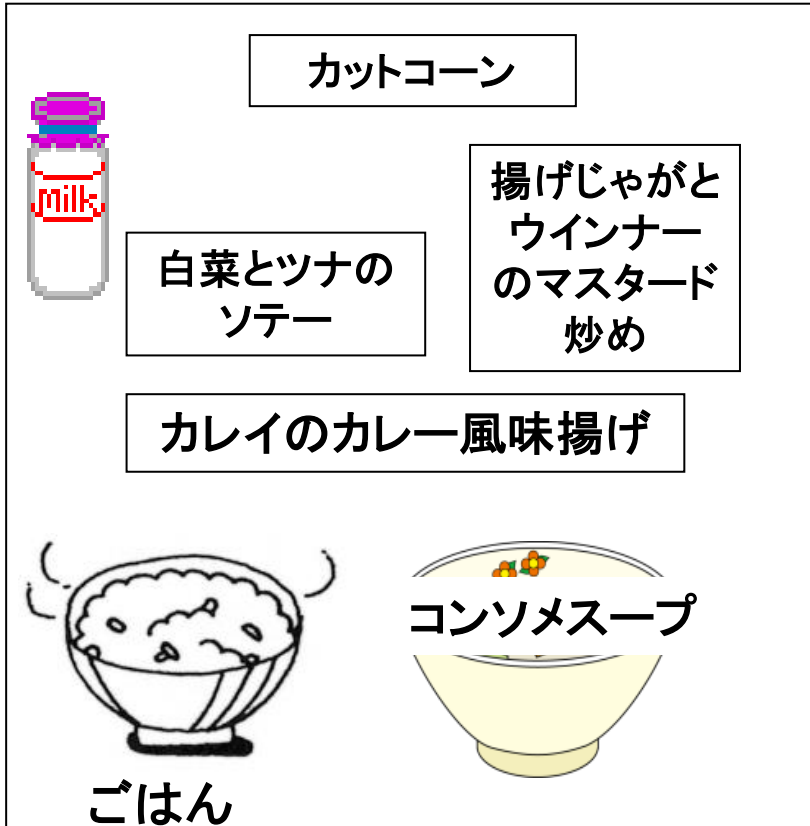 カットコーン
Milk
揚げじゃがと
ウインナー
のマスタード
炒め
白菜とツナの
ソテー
カレイのカレー風味揚げ
コンソメスープ
ごはん